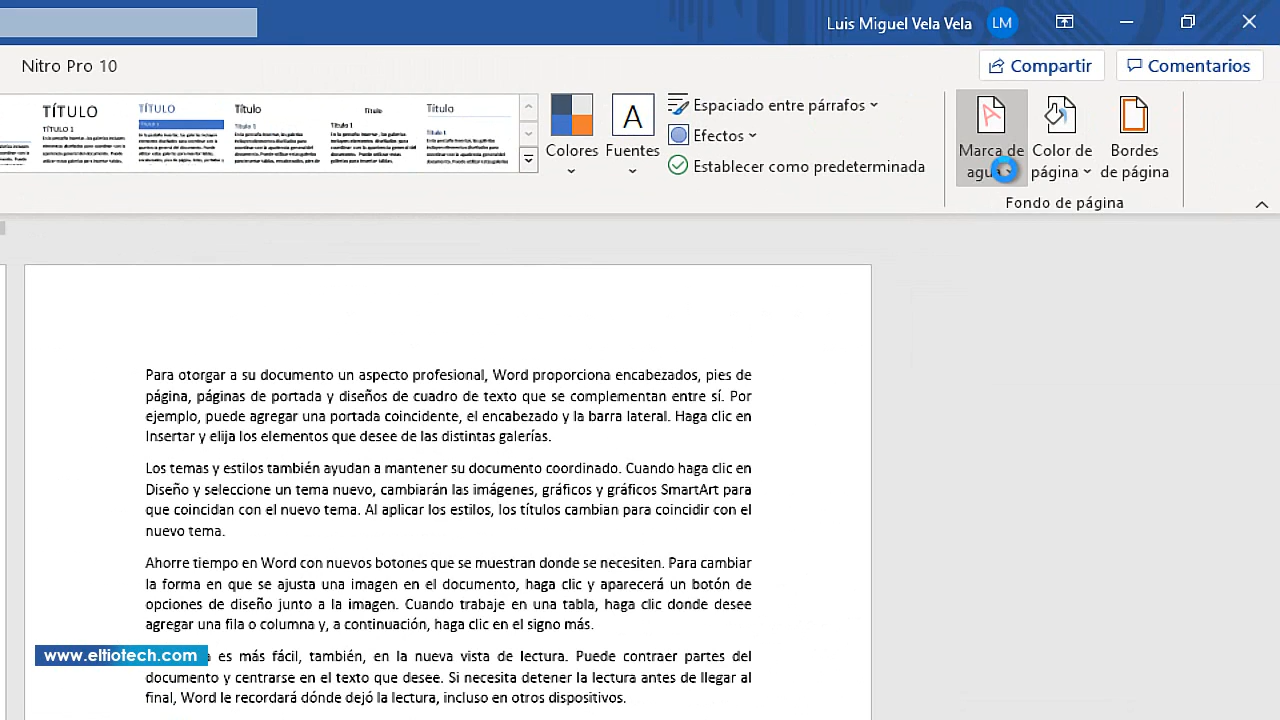 Luis Miguel Vela Vela LM
Nitro Pro 10
Compartir
Comentarios
TÍTULO
TÍTULO 1
TÍTULO
Título
Título 1
Título
Título 1
Título
Título 1
Colores
Fuentes
Espaciado entre párrafos
Efectos
Establecer como predeterminada
Marca de
agua
Color de
página
Bordes
de página
Fondo de página
Para otorgar a su documento un aspecto profesional, Word proporciona encabezados, pies de
página, páginas de portada y diseños de cuadro de texto que se complementan entre sí. Por
ejemplo, puede agregar una portada coincidente, el encabezado y la barra lateral. Haga clic en
Insertar y elija los elementos que desee de las distintas galerías.
Los temas y estilos también ayudan a mantener su documento coordinado. Cuando haga clic en
Diseño y seleccione un tema nuevo, cambiarán las imágenes, gráficos y gráficos SmartArt para
que coincidan con el nuevo tema. Al aplicar los estilos, los títulos cambian para coincidir con el
nuevo tema.
Ahorre tiempo en Word con nuevos botones que se muestran donde se necesiten. Para cambiar
la forma en que se ajusta una imagen en el documento, haga clic y aparecerá un botón de
opciones de diseño junto a la imagen. Cuando trabaje en una tabla, haga clic donde desee
agregar una fila o columna y, a continuación, haga clic en el signo más.
www.eltiotech.com
es más fácil, también, en la nueva vista de lectura. Puede contraer partes del
documento y centrarse en el texto que desee. Si necesita detener la lectura antes de llegar al
final, Word le recordará dónde dejó la lectura, incluso en otros dispositivos.